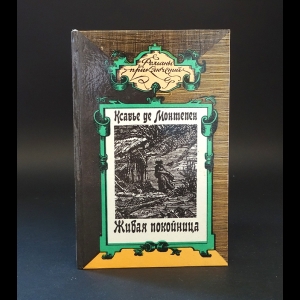 Романы
приключений
Ксавье де Монтепен
Живая покойница